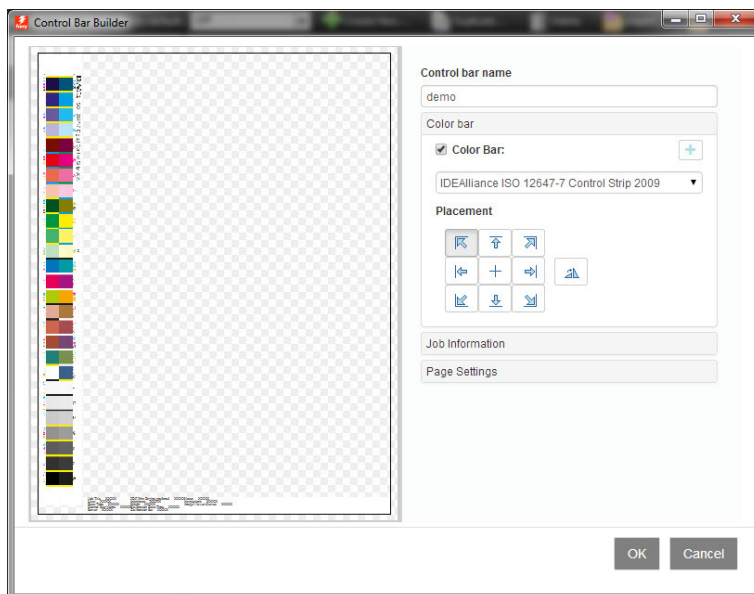 Control Bar Builder
Control bar name
demo
Color bar
Color Bar:
IDEAlliance ISO 12647-7 Control Strip 2009
Placement
Job Information
Page Settings
OK
Cancel